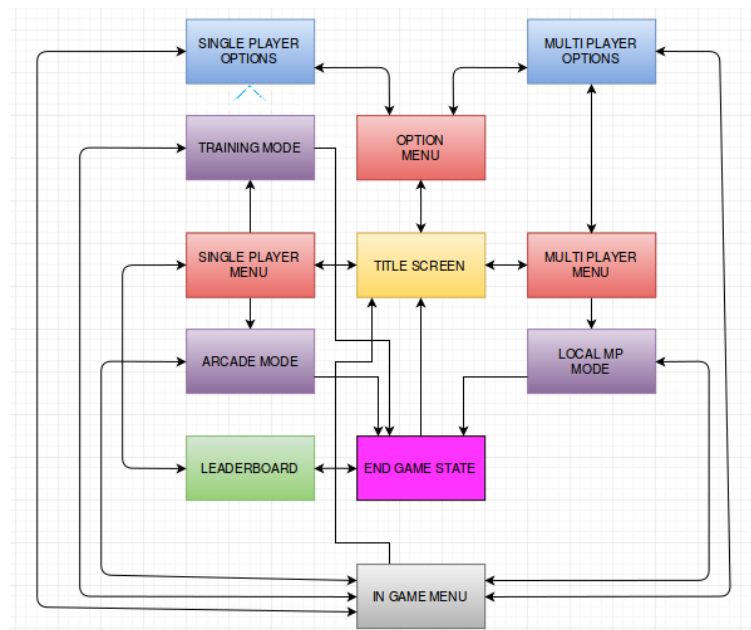 SINGLE PLAYER
OPTIONS
MULTI PLAYER
OPTIONS
TRAINING MODE
OPTION
MENU
SINGLE PLAYER
MENU
TITLE SCREEN
MULTI PLAYER
MENU
ARCADE MODE
LOCAL MP
MODE
LEADERBOARD
END GAME STATE
IN GAME MENU